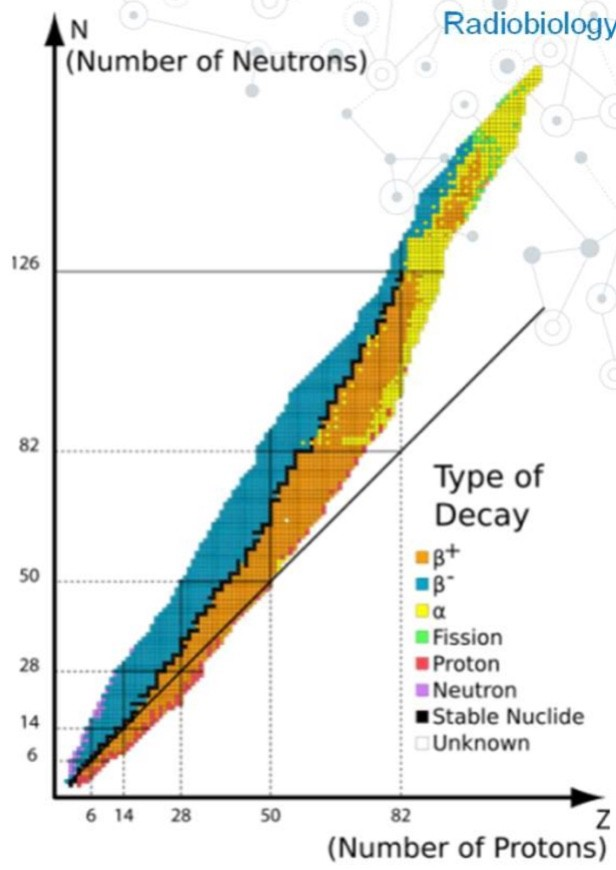 Radiobiology
N
(Number of Neutrons)
126
82
50
28
14
6
Type of
Decay
β+
β-
α
Fission
Proton
Neutron
Stable Nuclide
Unknown
6 14 28 50 82
Z
(Number of Protons)